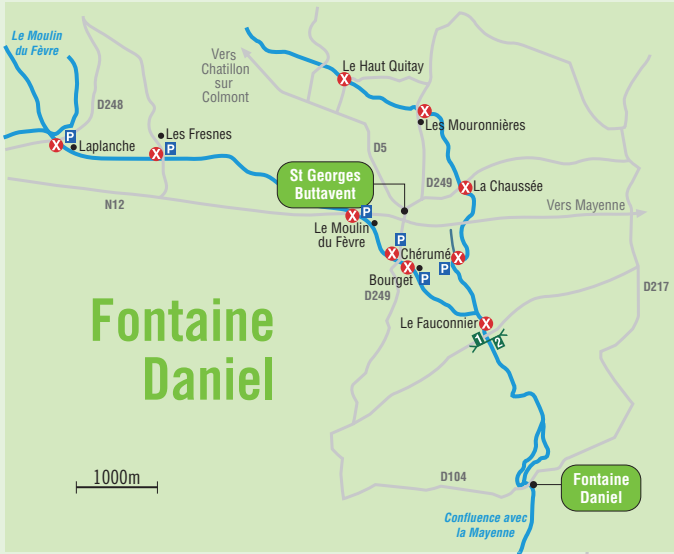 Le Moulin
du Fèvre
Vers
Chatillon
sur
Colmont
Le Haut Quitay
D248
P
Les Fresnes
Les Mouronnières
X
X
X
P
Laplanche
X
P
D5
St Georges
Buttavent
D249
X
La Chaussée
N12
Vers Mayenne
X
P
Le Moulin
du Fèvre
P
X
Chérumé
X
P
X
Bourget
P
D249
D217
Le Fauconnier
X
1
2
Fontaine
Daniel
1000m
D104
Fontaine
Daniel
Confluence avec
la Mayenne